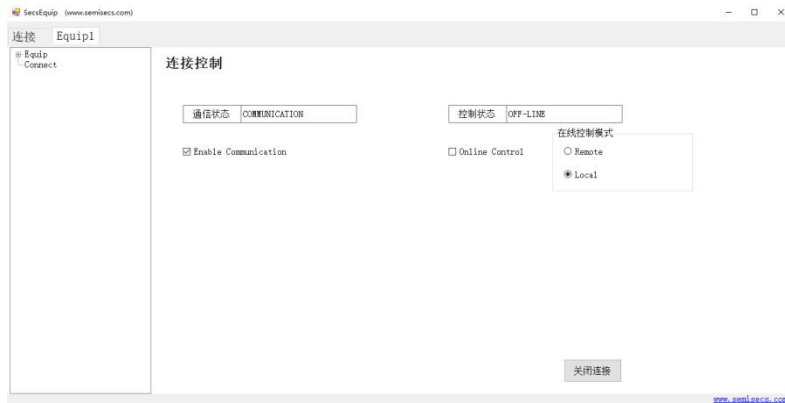 SecsEquip (www.semisecs.com)
连接 Equip1
Equip
Connect
连接控制
通信状态 COMMUNICATION
控制状态 OFF-LINE
Enable Communication
Online Control
在线控制模式
Remote
Local
关闭连接
www.semisecs.com